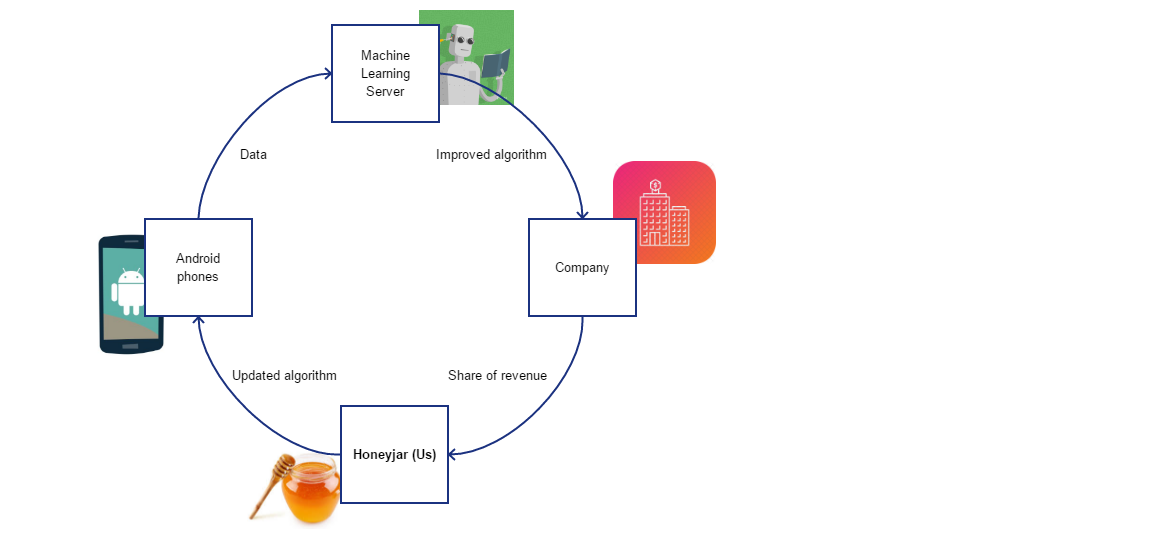 Machine
Learning
Server
Data
Improved algorithm
Android
phones
Company
Updated algorithm
Share of revenue
Honeyjar (Us)